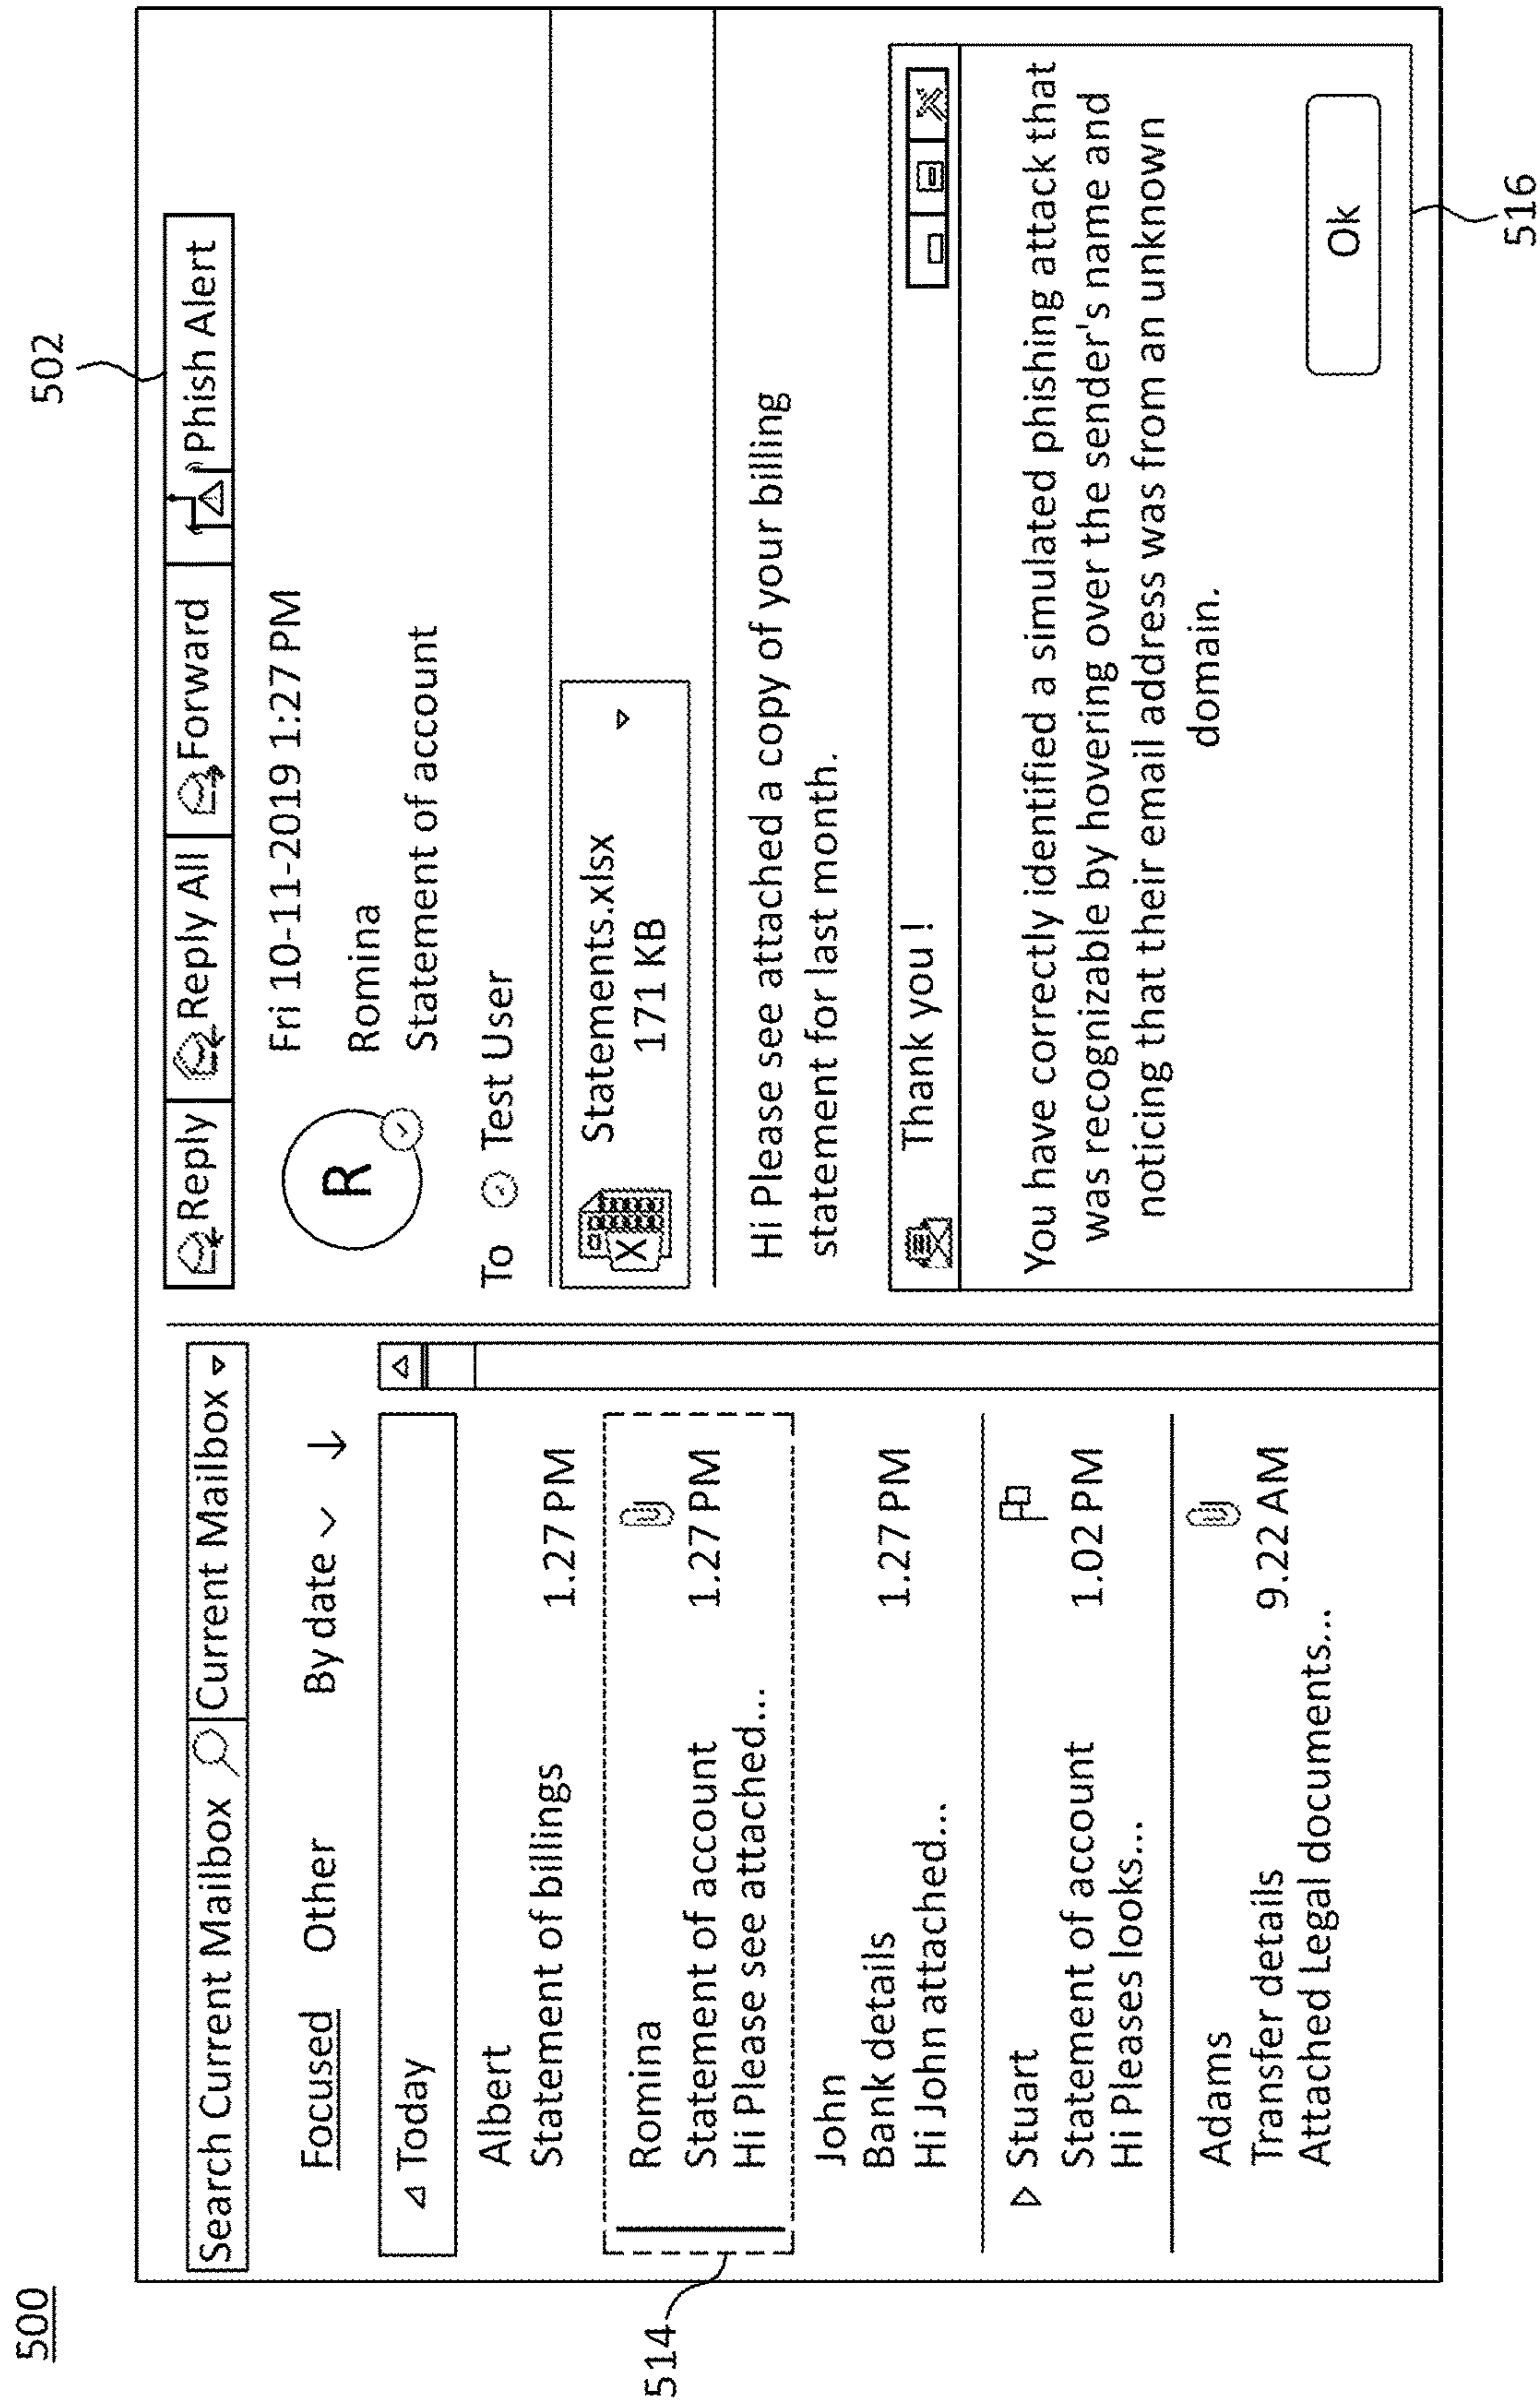 500
502
Search Current Mailbox Current Mailbox
Focused Other By date
Today
Albert
Statement of billings 1.27 PM
Romina
Statement of account 1.27 PM
Hi Please see attached...
John
Bank details 1.27 PM
Hi John attached...
Stuart
Statement of account 1.02 PM
Hi Pleases looks...
Adams
Transfer details 9.22 AM
Attached Legal documents...
514
Reply Reply All Forward Phish Alert
Fri 10-11-2019 1:27 PM
R
Romina
Statement of account
To Test User
X
Statements.xlsx
171 KB
Hi Please see attached a copy of your billing
statement for last month.
Thank you !
You have correctly identified a simulated phishing attack that
was recognizable by hovering over the sender's name and
noticing that their email address was from an unknown
domain.
Ok
516